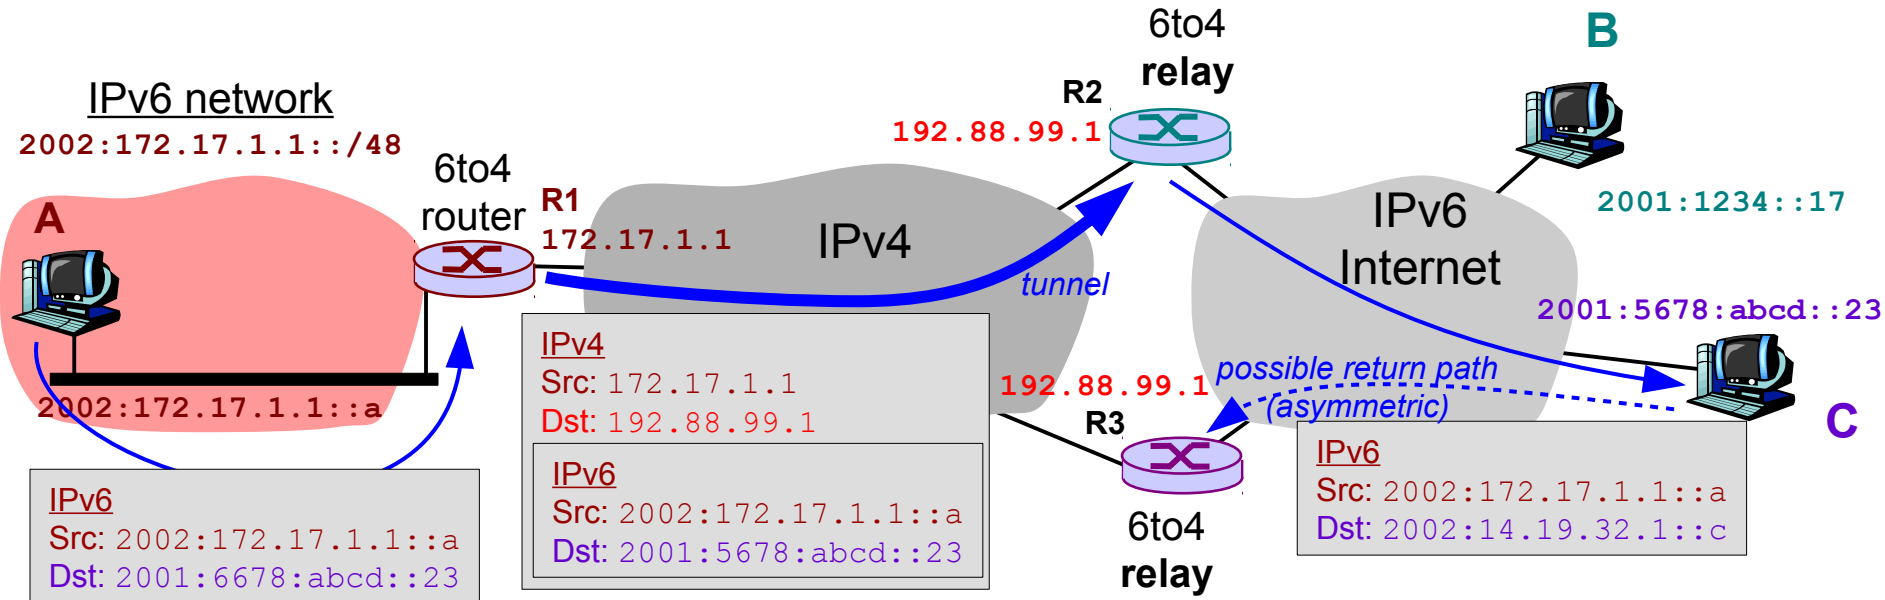 IPv6 network
2002:172.17.1.1::/48
A
2002:172.17.1.1::a
6to4
router
R1
172.17.1.1
IPv4
tunnel
6to4
relay
R2
192.88.99.1
B
2001:1234::17
IPv6
Internet
2001:5678:abcd::23
C
possible return path
(asymmetric)
192.88.99.1
R3
6to4
relay
IPv6
Src: 2002:172.17.1.1::a
Dst: 2001:6678:abcd::23
IPv4
Src: 172.17.1.1
Dst: 192.88.99.1
IPv6
Src: 2002:172.17.1.1::a
Dst: 2001:5678:abcd::23
IPv6
Src: 2002:172.17.1.1::a
Dst: 2002:14.19.32.1::c